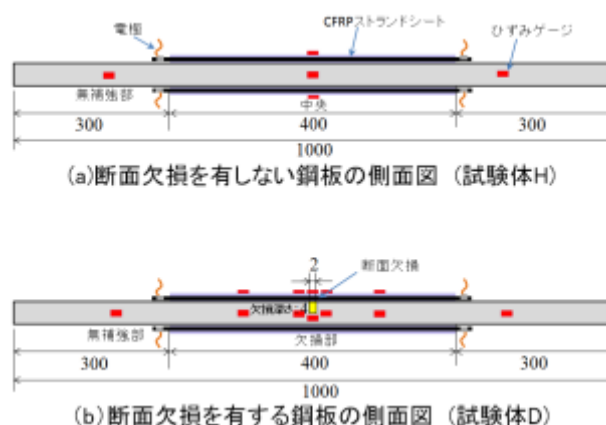 電極
CFRPストランドシート
ひずみゲージ
無補強部
中央
300
400
300
1000
(a)断面欠損を有しない鋼板の側面図 (試験体H)
2
断面欠損
欠損深さ:4
無補強部
欠損部
300
400
300
1000
(b)断面欠損を有する鋼板の側面図 (試験体D)